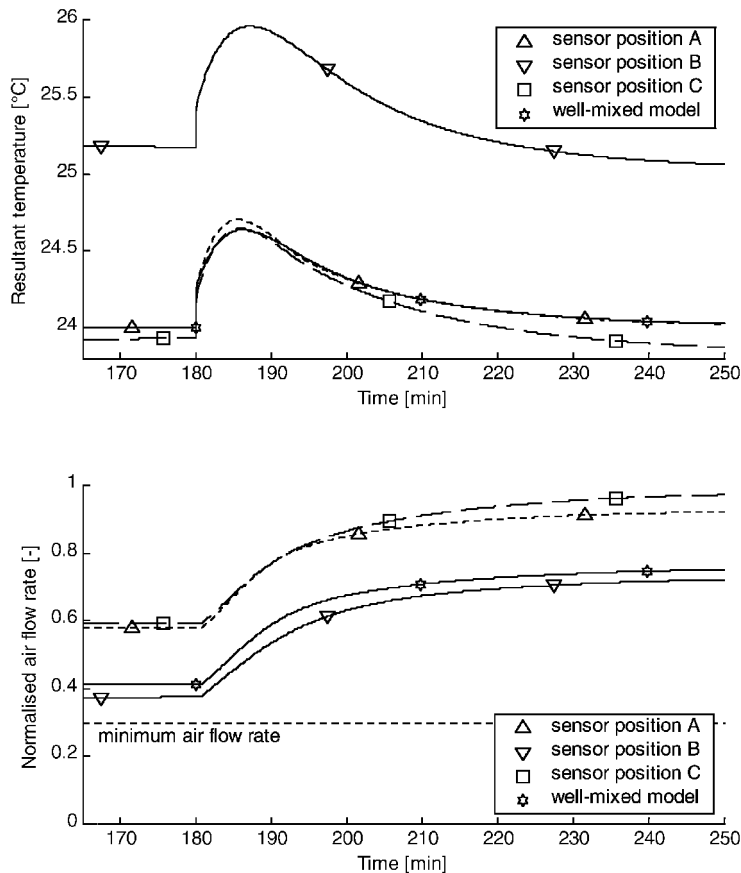 26
25.5
25
24.5
24
Resultant temperature [°C]
sensor position A
sensor position B
sensor position C
well-mixed model
170 180 190 200 210 220 230 240 250
Time [min]
1
0.8
0.6
0.4
0.2
0
Normalised air flow rate [-]
minimum air flow rate
sensor position A
sensor position B
sensor position C
well-mixed model
170 180 190 200 210 220 230 240 250
Time [min]